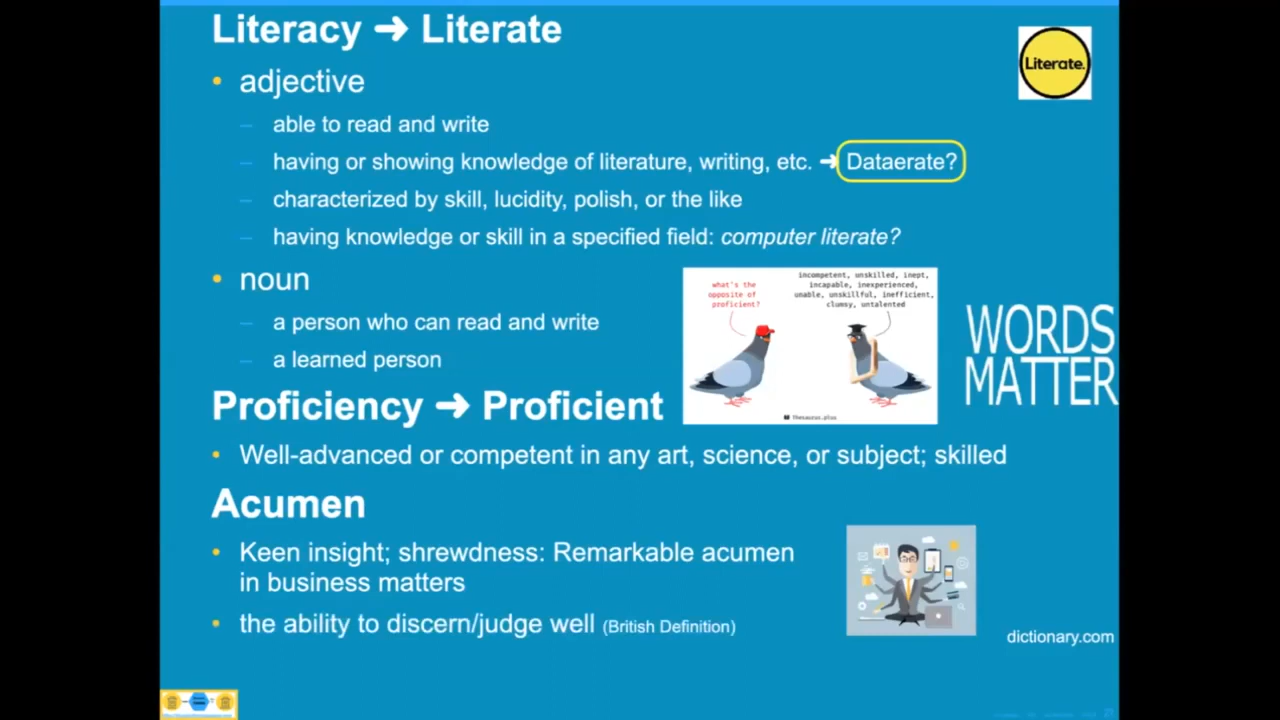 Literacy ➜ Literate
• adjective
– able to read and write
– having or showing knowledge of literature, writing, etc. ➜ Dataerate?
– characterized by skill, lucidity, polish, or the like
– having knowledge or skill in a specified field: computer literate?
• noun
– a person who can read and write
– a learned person
Proficiency ➜ Proficient
• Well-advanced or competent in any art, science, or subject; skilled
Acumen
• Keen insight; shrewdness: Remarkable acumen
in business matters
• the ability to discern/judge well (British Definition)
Literate.
what's the
opposite of
proficient?
incompetent, unskilled, inept,
incapable, inexperienced,
unable, unskillful, inefficient,
clumsy, untalented
Thesaurus.plus
WORDS
MATTER
dictionary.com